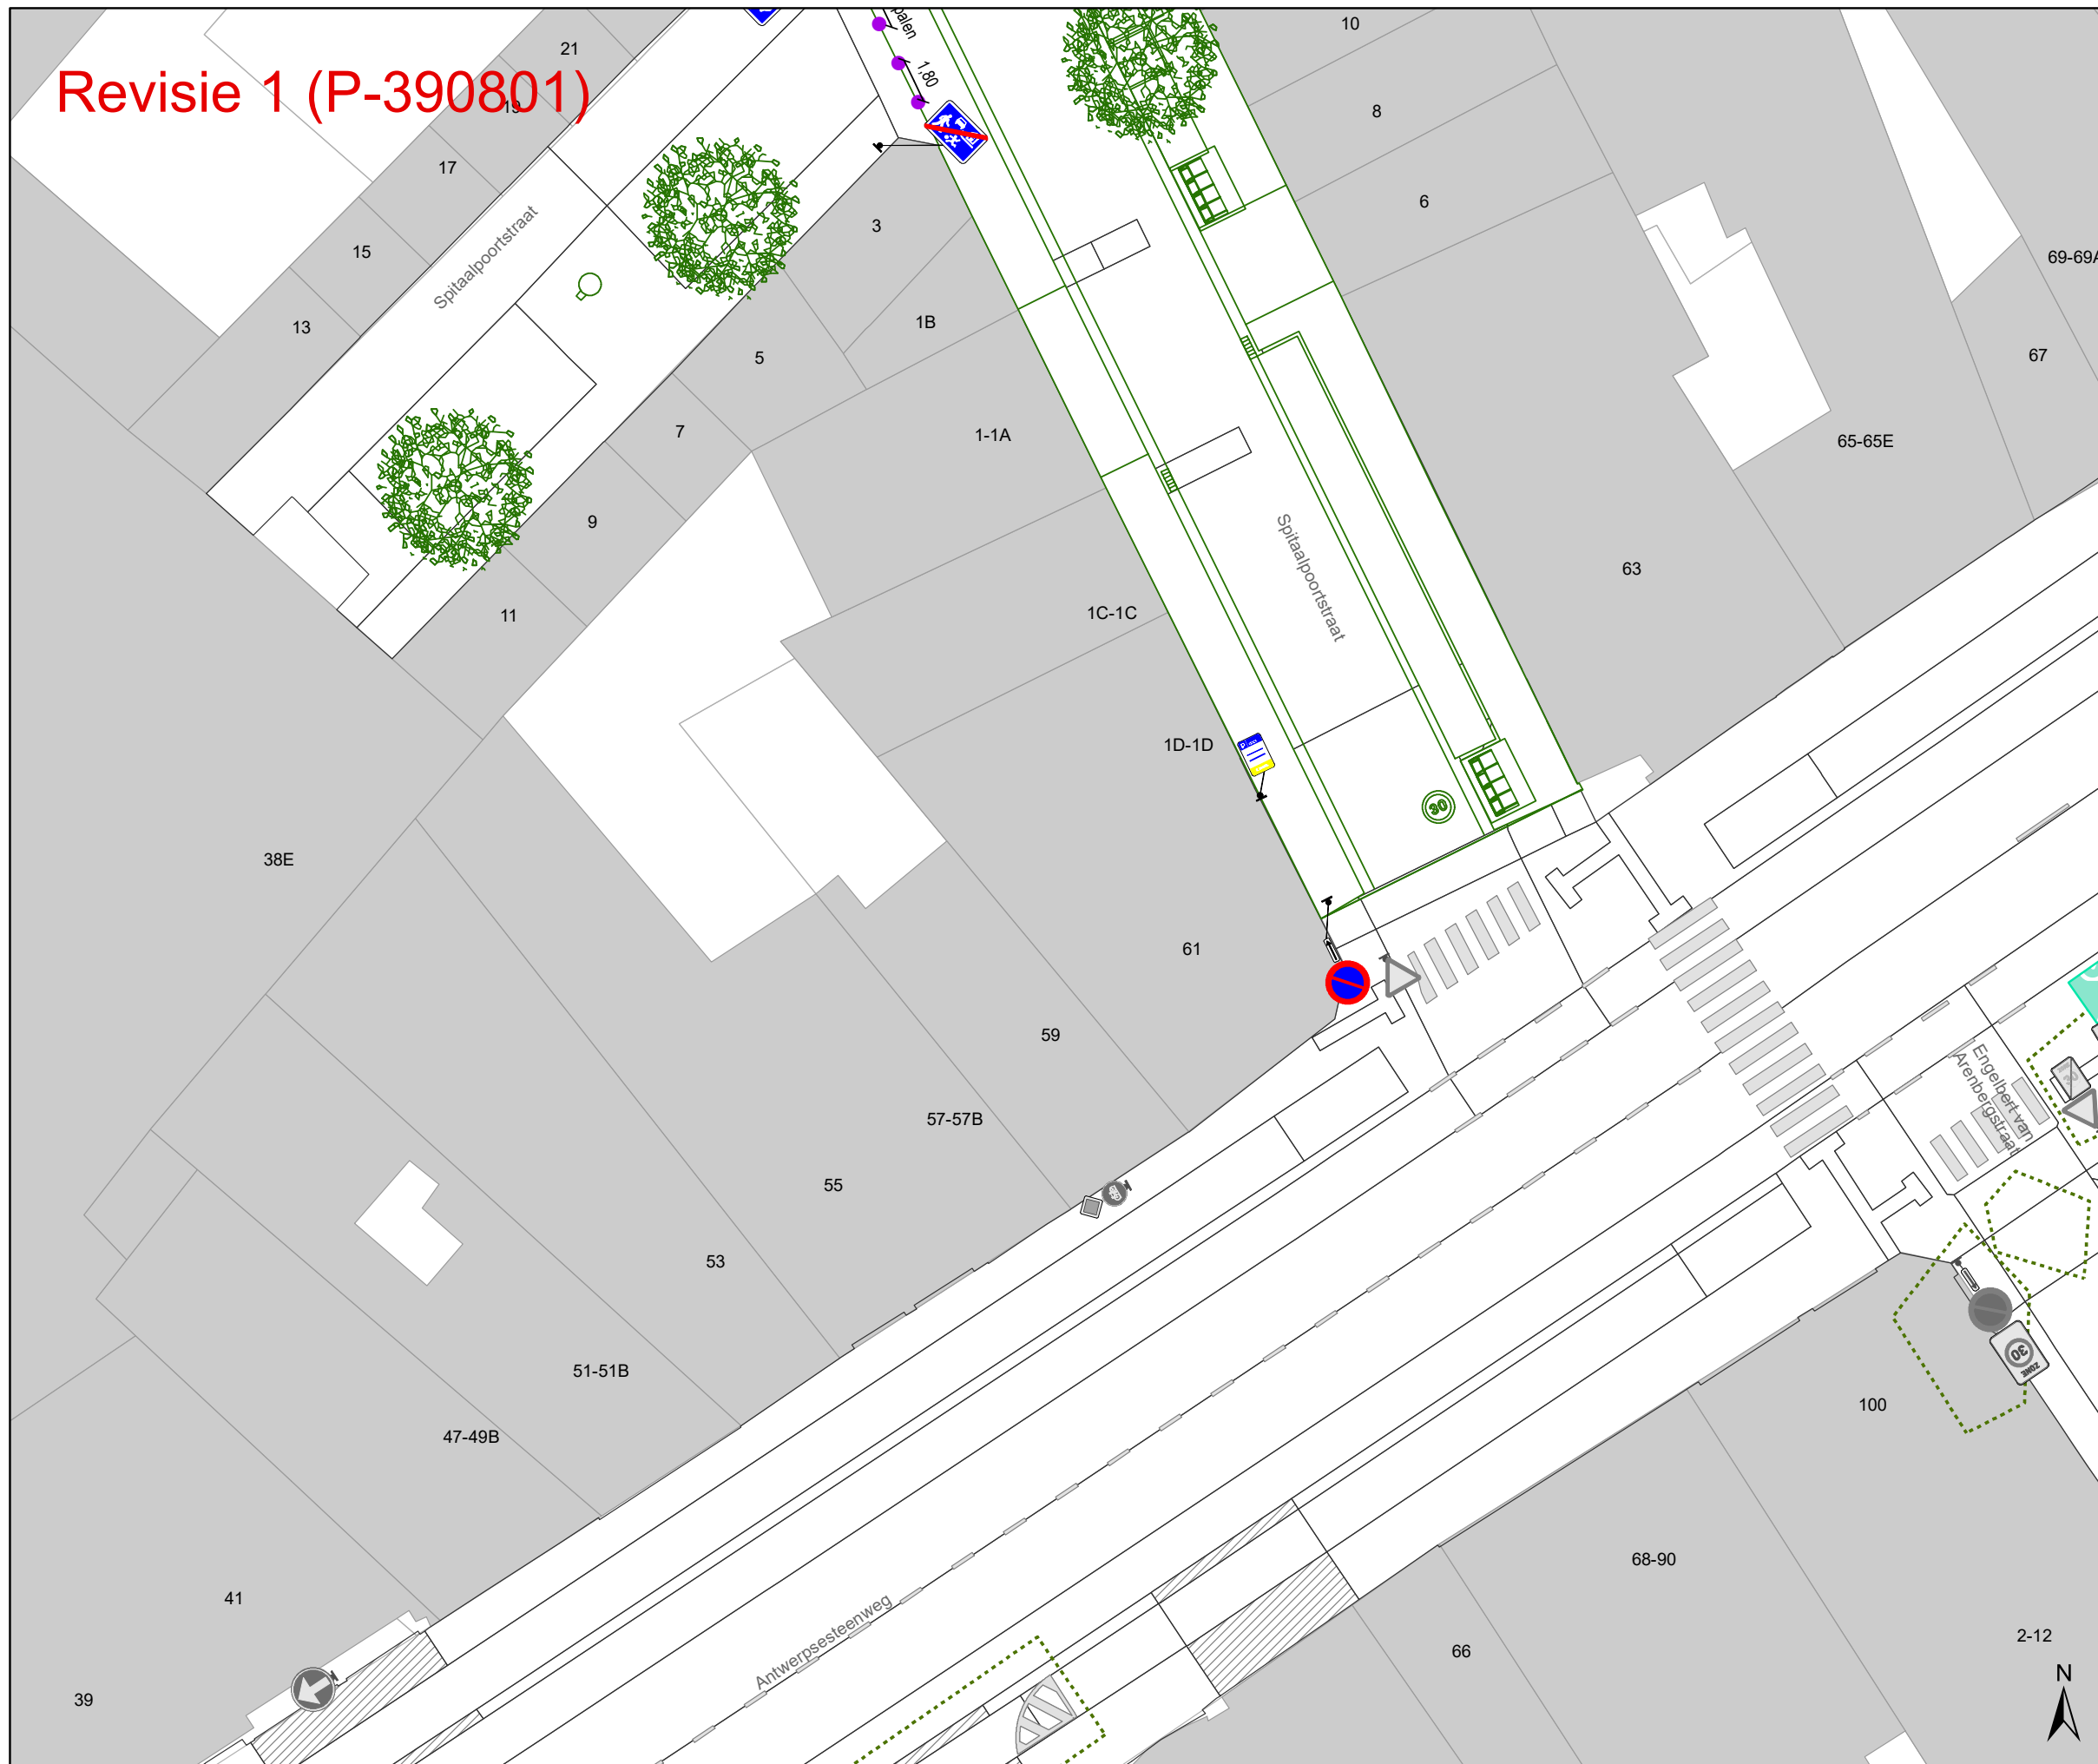 Revisie 1 (P-390801)
palen
1,80
21
19
17
15
13
Spitaalpoortstraat
3
1B
5
7
9
11
1-1A
1C-1C
1D-1D
10
8
6
Spitaalpoortstraat
30
69-69A
67
65-65E
63
38E
61
59
57-57B
55
53
51-51B
47-49B
41
39
Antwerpsesteenweg
Engelbert van
Arenbergstraat
ZONE
30
100
68-90
66
2-12
N